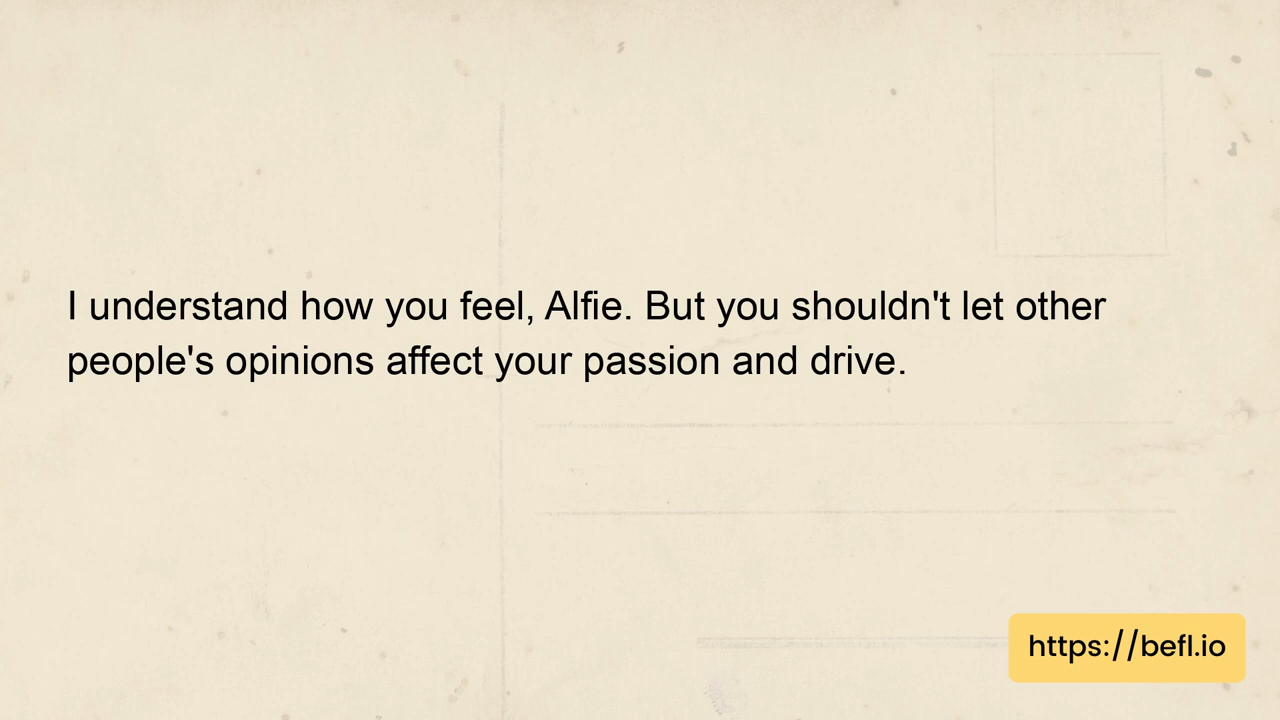 I understand how you feel, Alfie. But you shouldn't let other
people's opinions affect your passion and drive.
https://befl.io